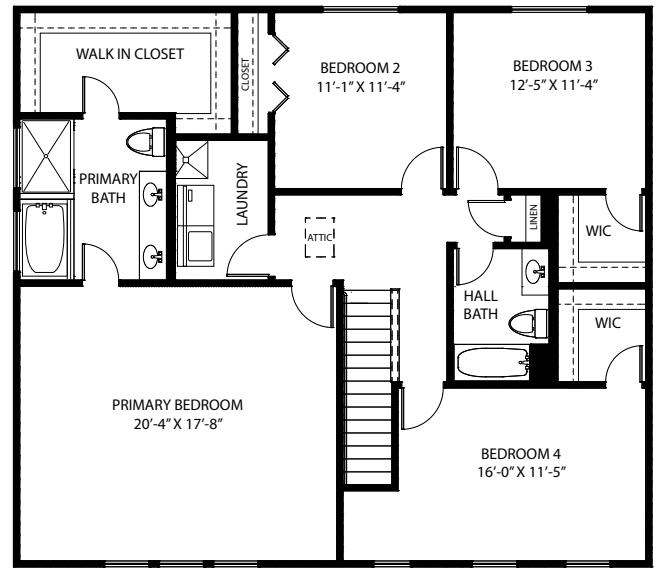 WALK IN CLOSET
CLOSET
BEDROOM 2
11'-1" X 11'-4"
BEDROOM 3
12'-5" X 11'-4"
PRIMARY
BATH
LAUNDRY
ATTIC
LINEN
WIC
HALL
BATH
WIC
PRIMARY BEDROOM
20'-4" X 17'-8"
BEDROOM 4
16'-0" X 11'-5"